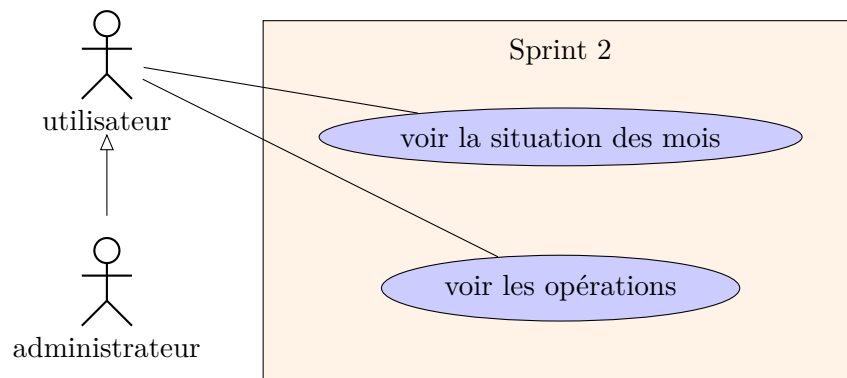 Sprint 2
utilisateur
voir la situation des mois
voir les opérations
administrateur